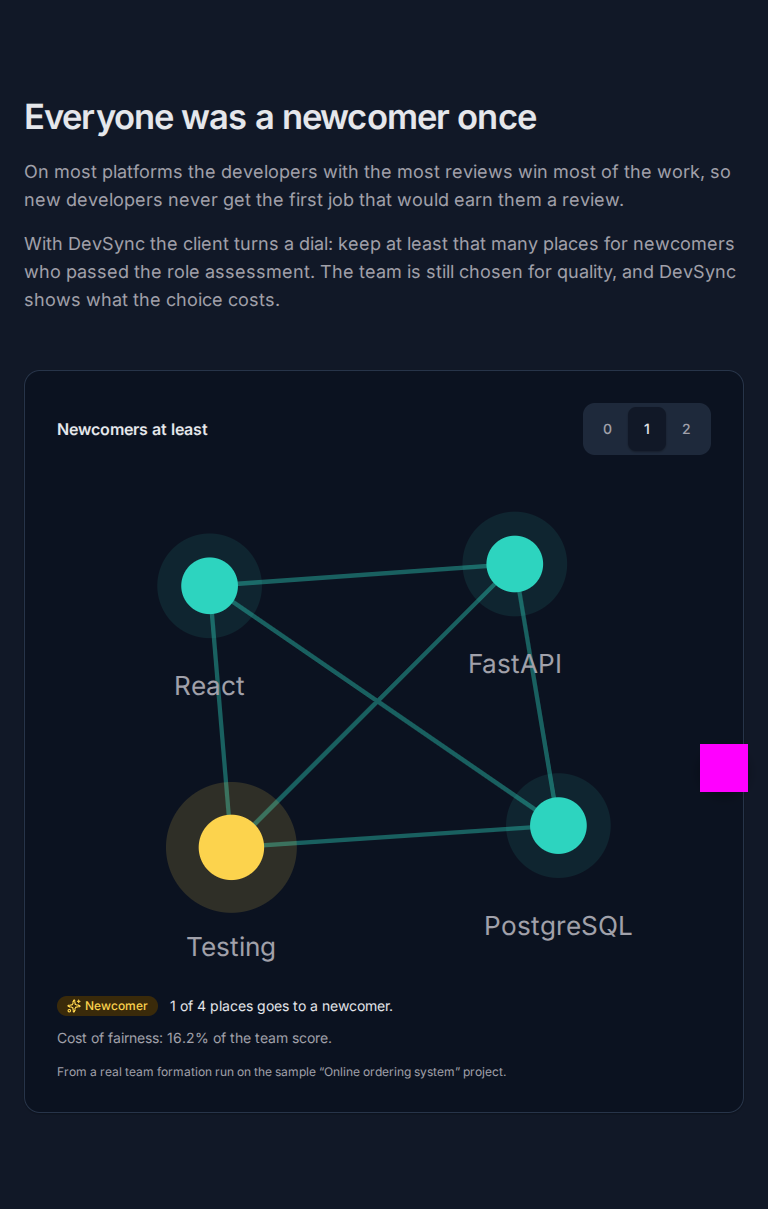 Everyone was a newcomer once
On most platforms the developers with the most reviews win most of the work, so
new developers never get the first job that would earn them a review.
With DevSync the client turns a dial: keep at least that many places for newcomers
who passed the role assessment. The team is still chosen for quality, and DevSync
shows what the choice costs.
Newcomers at least
0 1 2
FastAPI
React
PostgreSQL
Testing
Newcomer 1 of 4 places goes to a newcomer.
Cost of fairness: 16.2% of the team score.
From a real team formation run on the sample “Online ordering system” project.